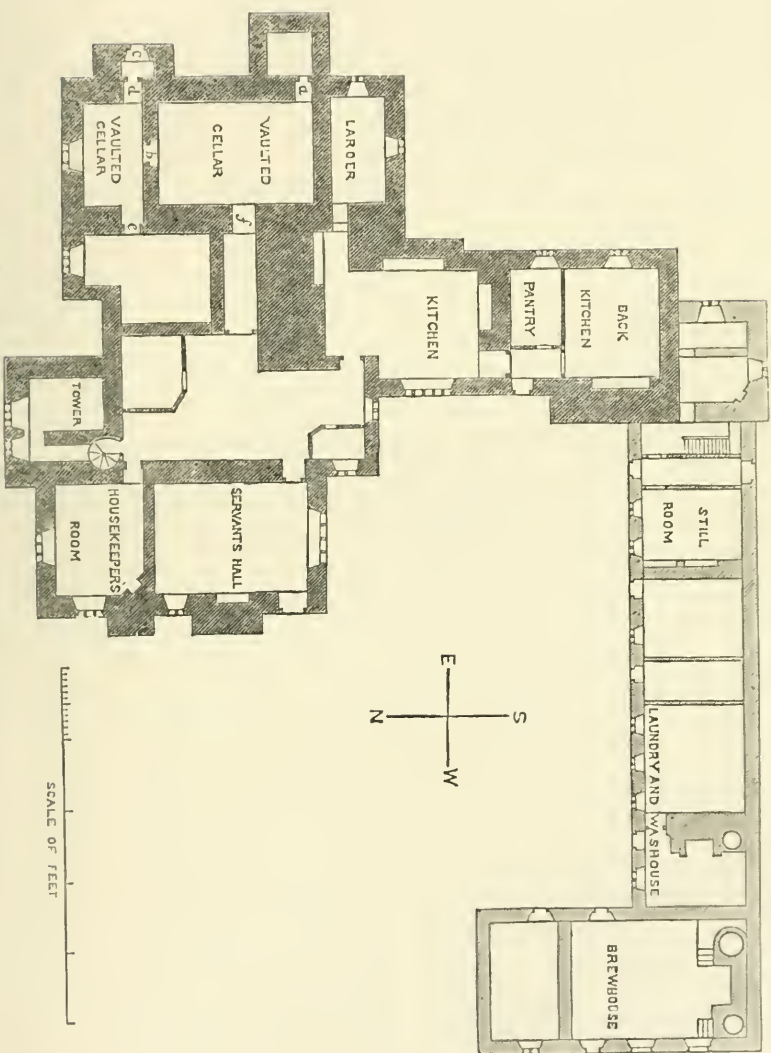 c
d
VAULTED
CELLAR
b
e
VAULTED
CELLAR
a
f
LARDER
KITCHEN
PANTRY
BACK
KITCHEN
TOWER
HOUSEKEEPERS
ROOM
SERVANTS HALL
STILL
ROOM
LAUNDRY AND WASHOUSE
BREWHOUSE
E
N
S
W
SCALE OF FEET